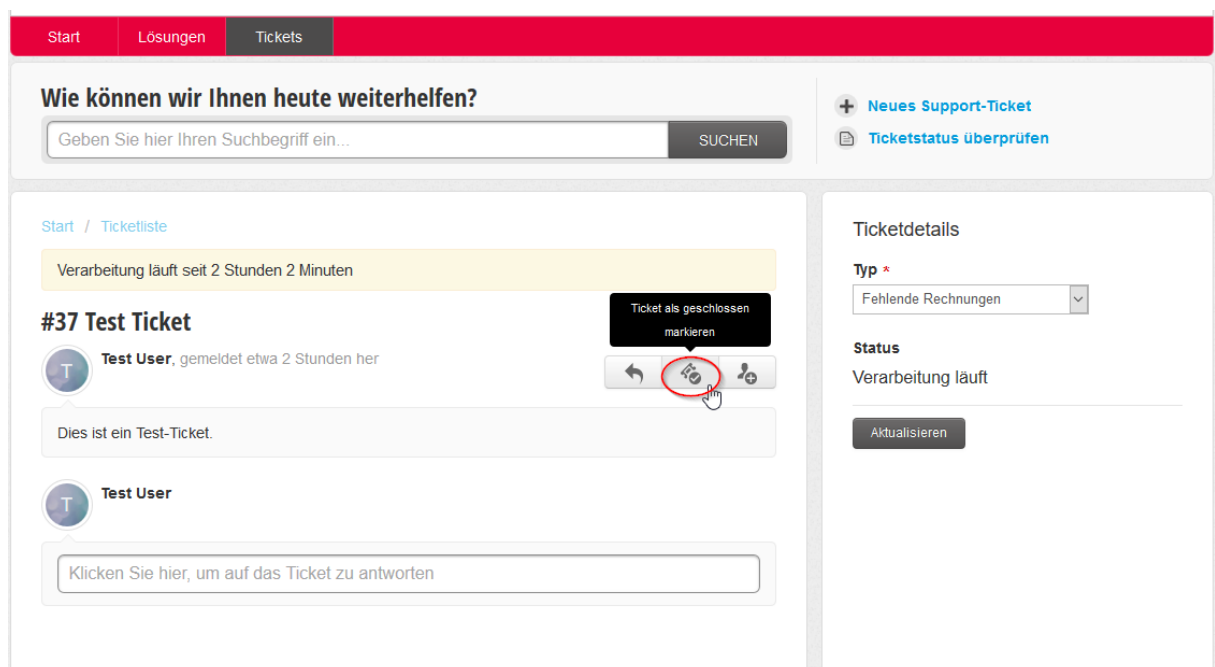 Start Lösungen Tickets
Wie können wir Ihnen heute weiterhelfen?
Geben Sie hier Ihren Suchbegriff ein...
SUCHEN
Neues Support-Ticket
Ticketstatus überprüfen
Start / Ticketliste
Verarbeitung läuft seit 2 Stunden 2 Minuten
#37 Test Ticket
Ticket als geschlossen
markieren
T
Test User, gemeldet etwa 2 Stunden her
Dies ist ein Test-Ticket.
T
Test User
Klicken Sie hier, um auf das Ticket zu antworten
Ticketdetails
Typ *
Fehlende Rechnungen
Status
Verarbeitung läuft
Aktualisieren